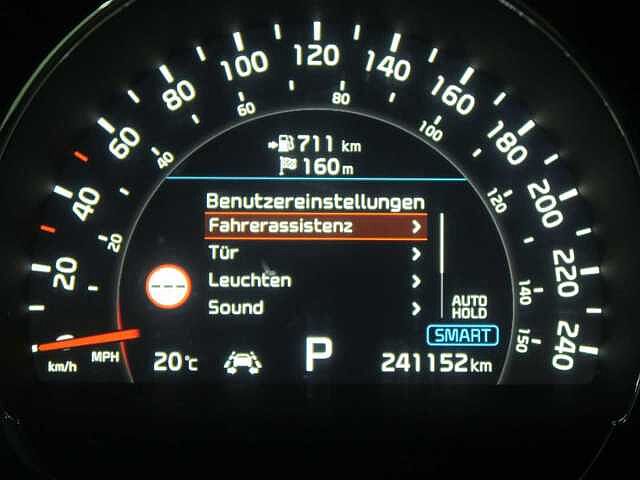 20
40
60
80
100
120
140
160
180
200
220
240
20
40
60
80
100
120
140
150
km/h
MPH
711 km
160 m
Benutzereinstellungen
Fahrerassistenz
Tür
Leuchten
Sound
---
AUTO
HOLD
SMART
20°C
P
241152 km